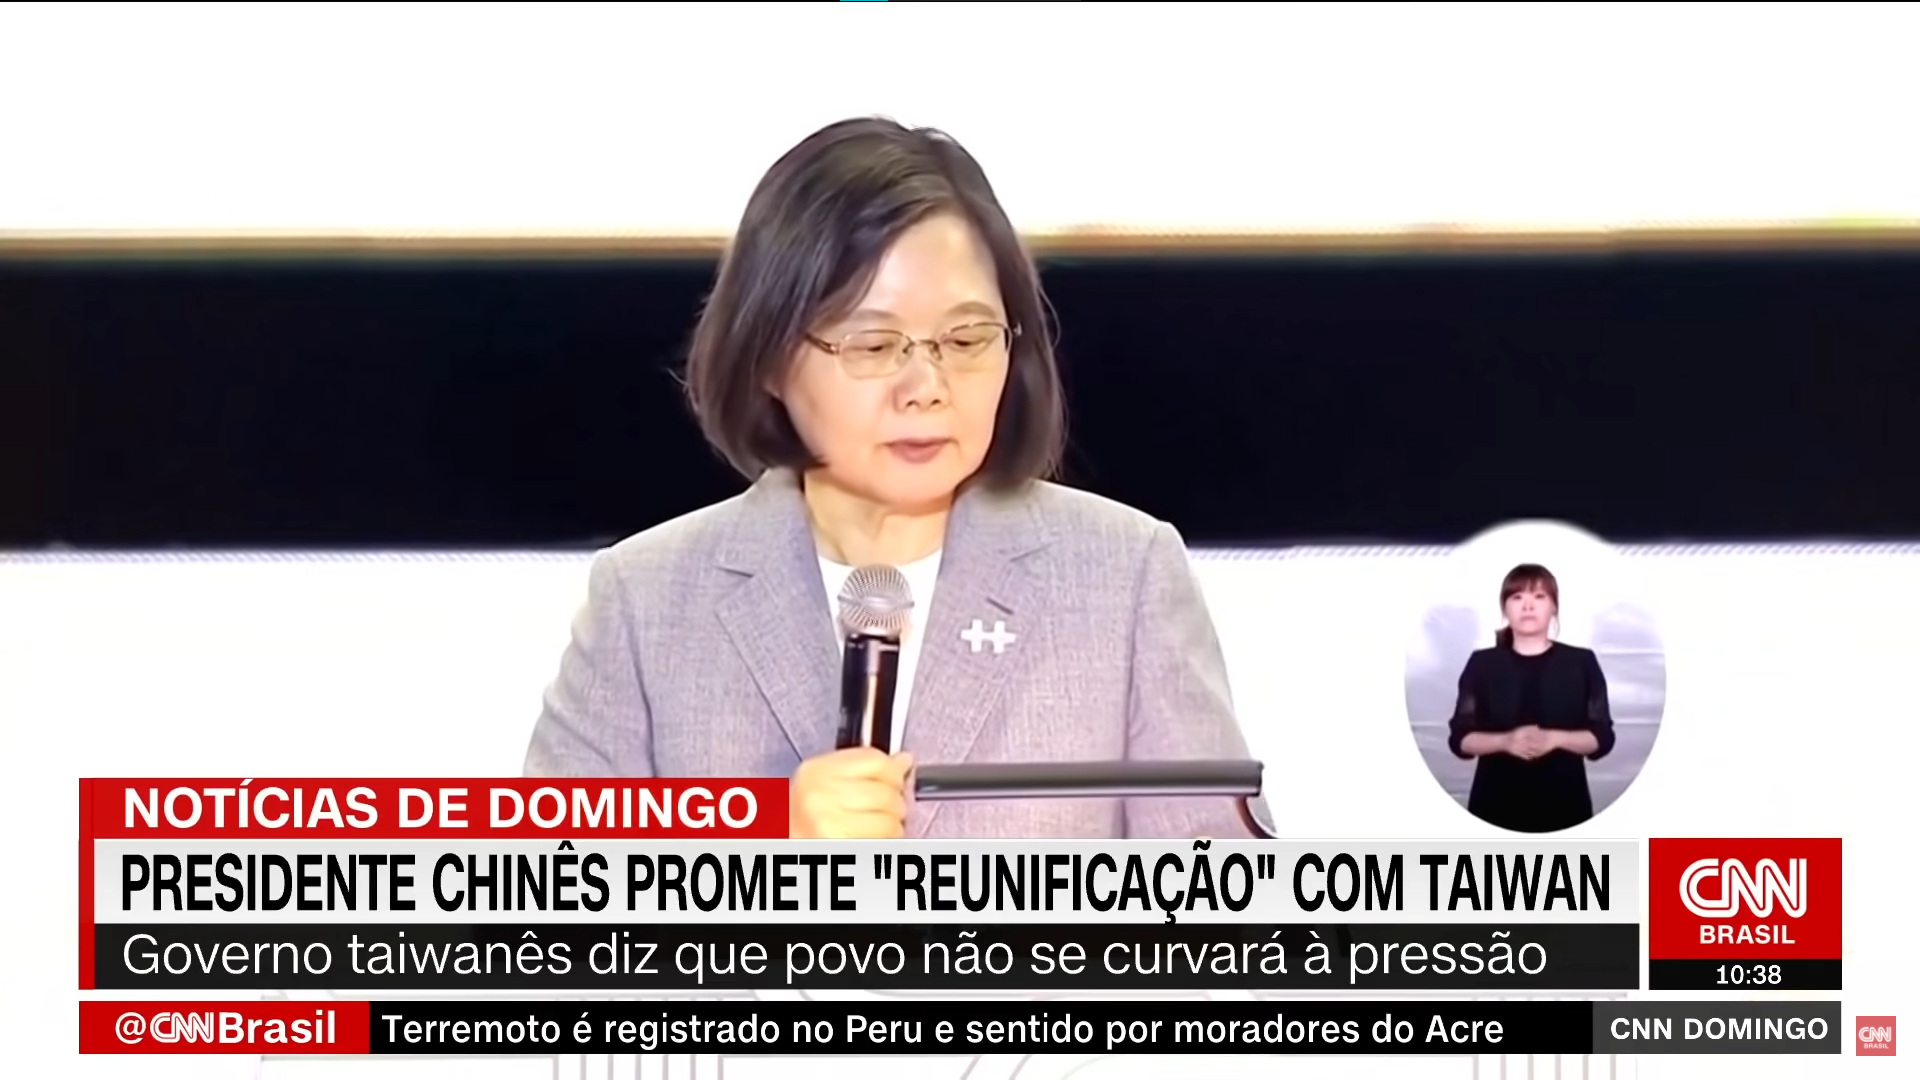 NOTÍCIAS DE DOMINGO
PRESIDENTE CHINÊS PROMETE "REUNIFICAÇÃO" COM TAIWAN
Governo taiwanês diz que povo não se curvará à pressão
CNN
BRASIL
10:38
@CNNBrasil
Terremoto é registrado no Peru e sentido por moradores do Acre
CNN DOMINGO
CNN
BRASIL